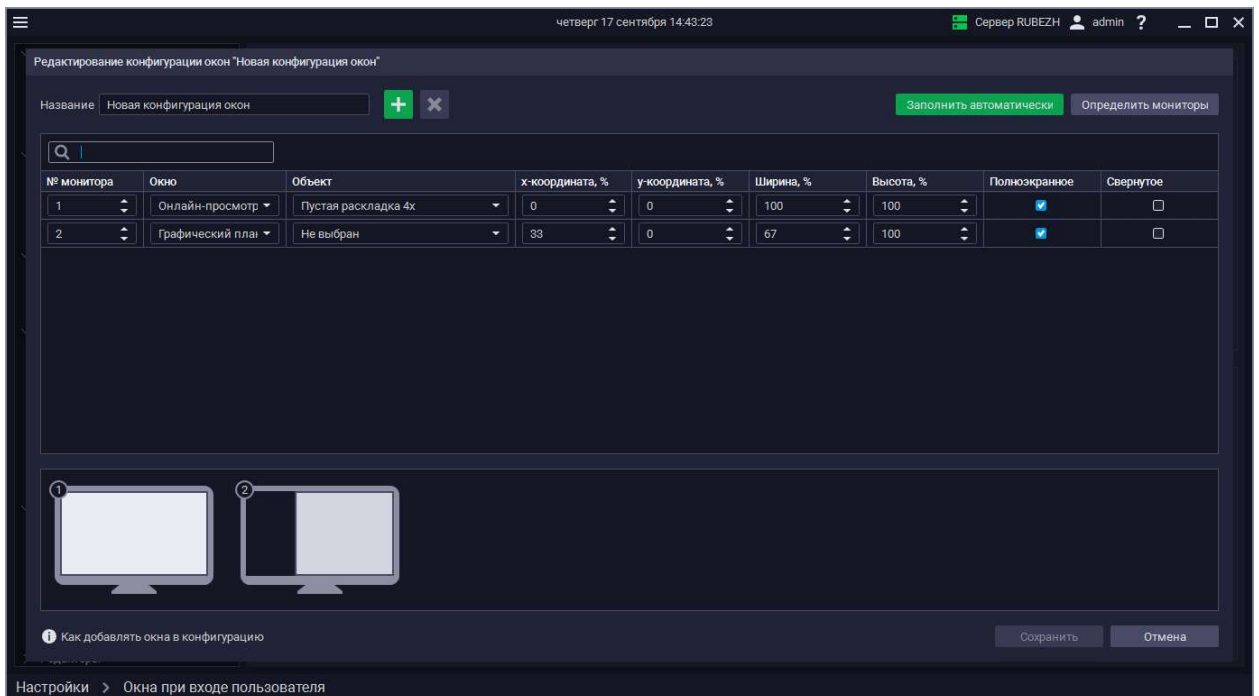 четверг 17 сентября 14:43:23 Сервер RUBEZH admin ?
Редактирование конфигурации окон "Новая конфигурация окон"
Название Новая конфигурация окон Заполнить автоматически Определить мониторы
№ монитора Окно Объект х-координата, % у-координата, % Ширина, % Высота, % Полноэкранное Свернутое
1 Онлайн-просмотр Пустая раскладка 4x 0 0 100 100
2 Графический план Не выбран 33 0 67 100
1 2
Как добавлять окна в конфигурацию Сохранить Отмена
Настройки > Окна при входе пользователя